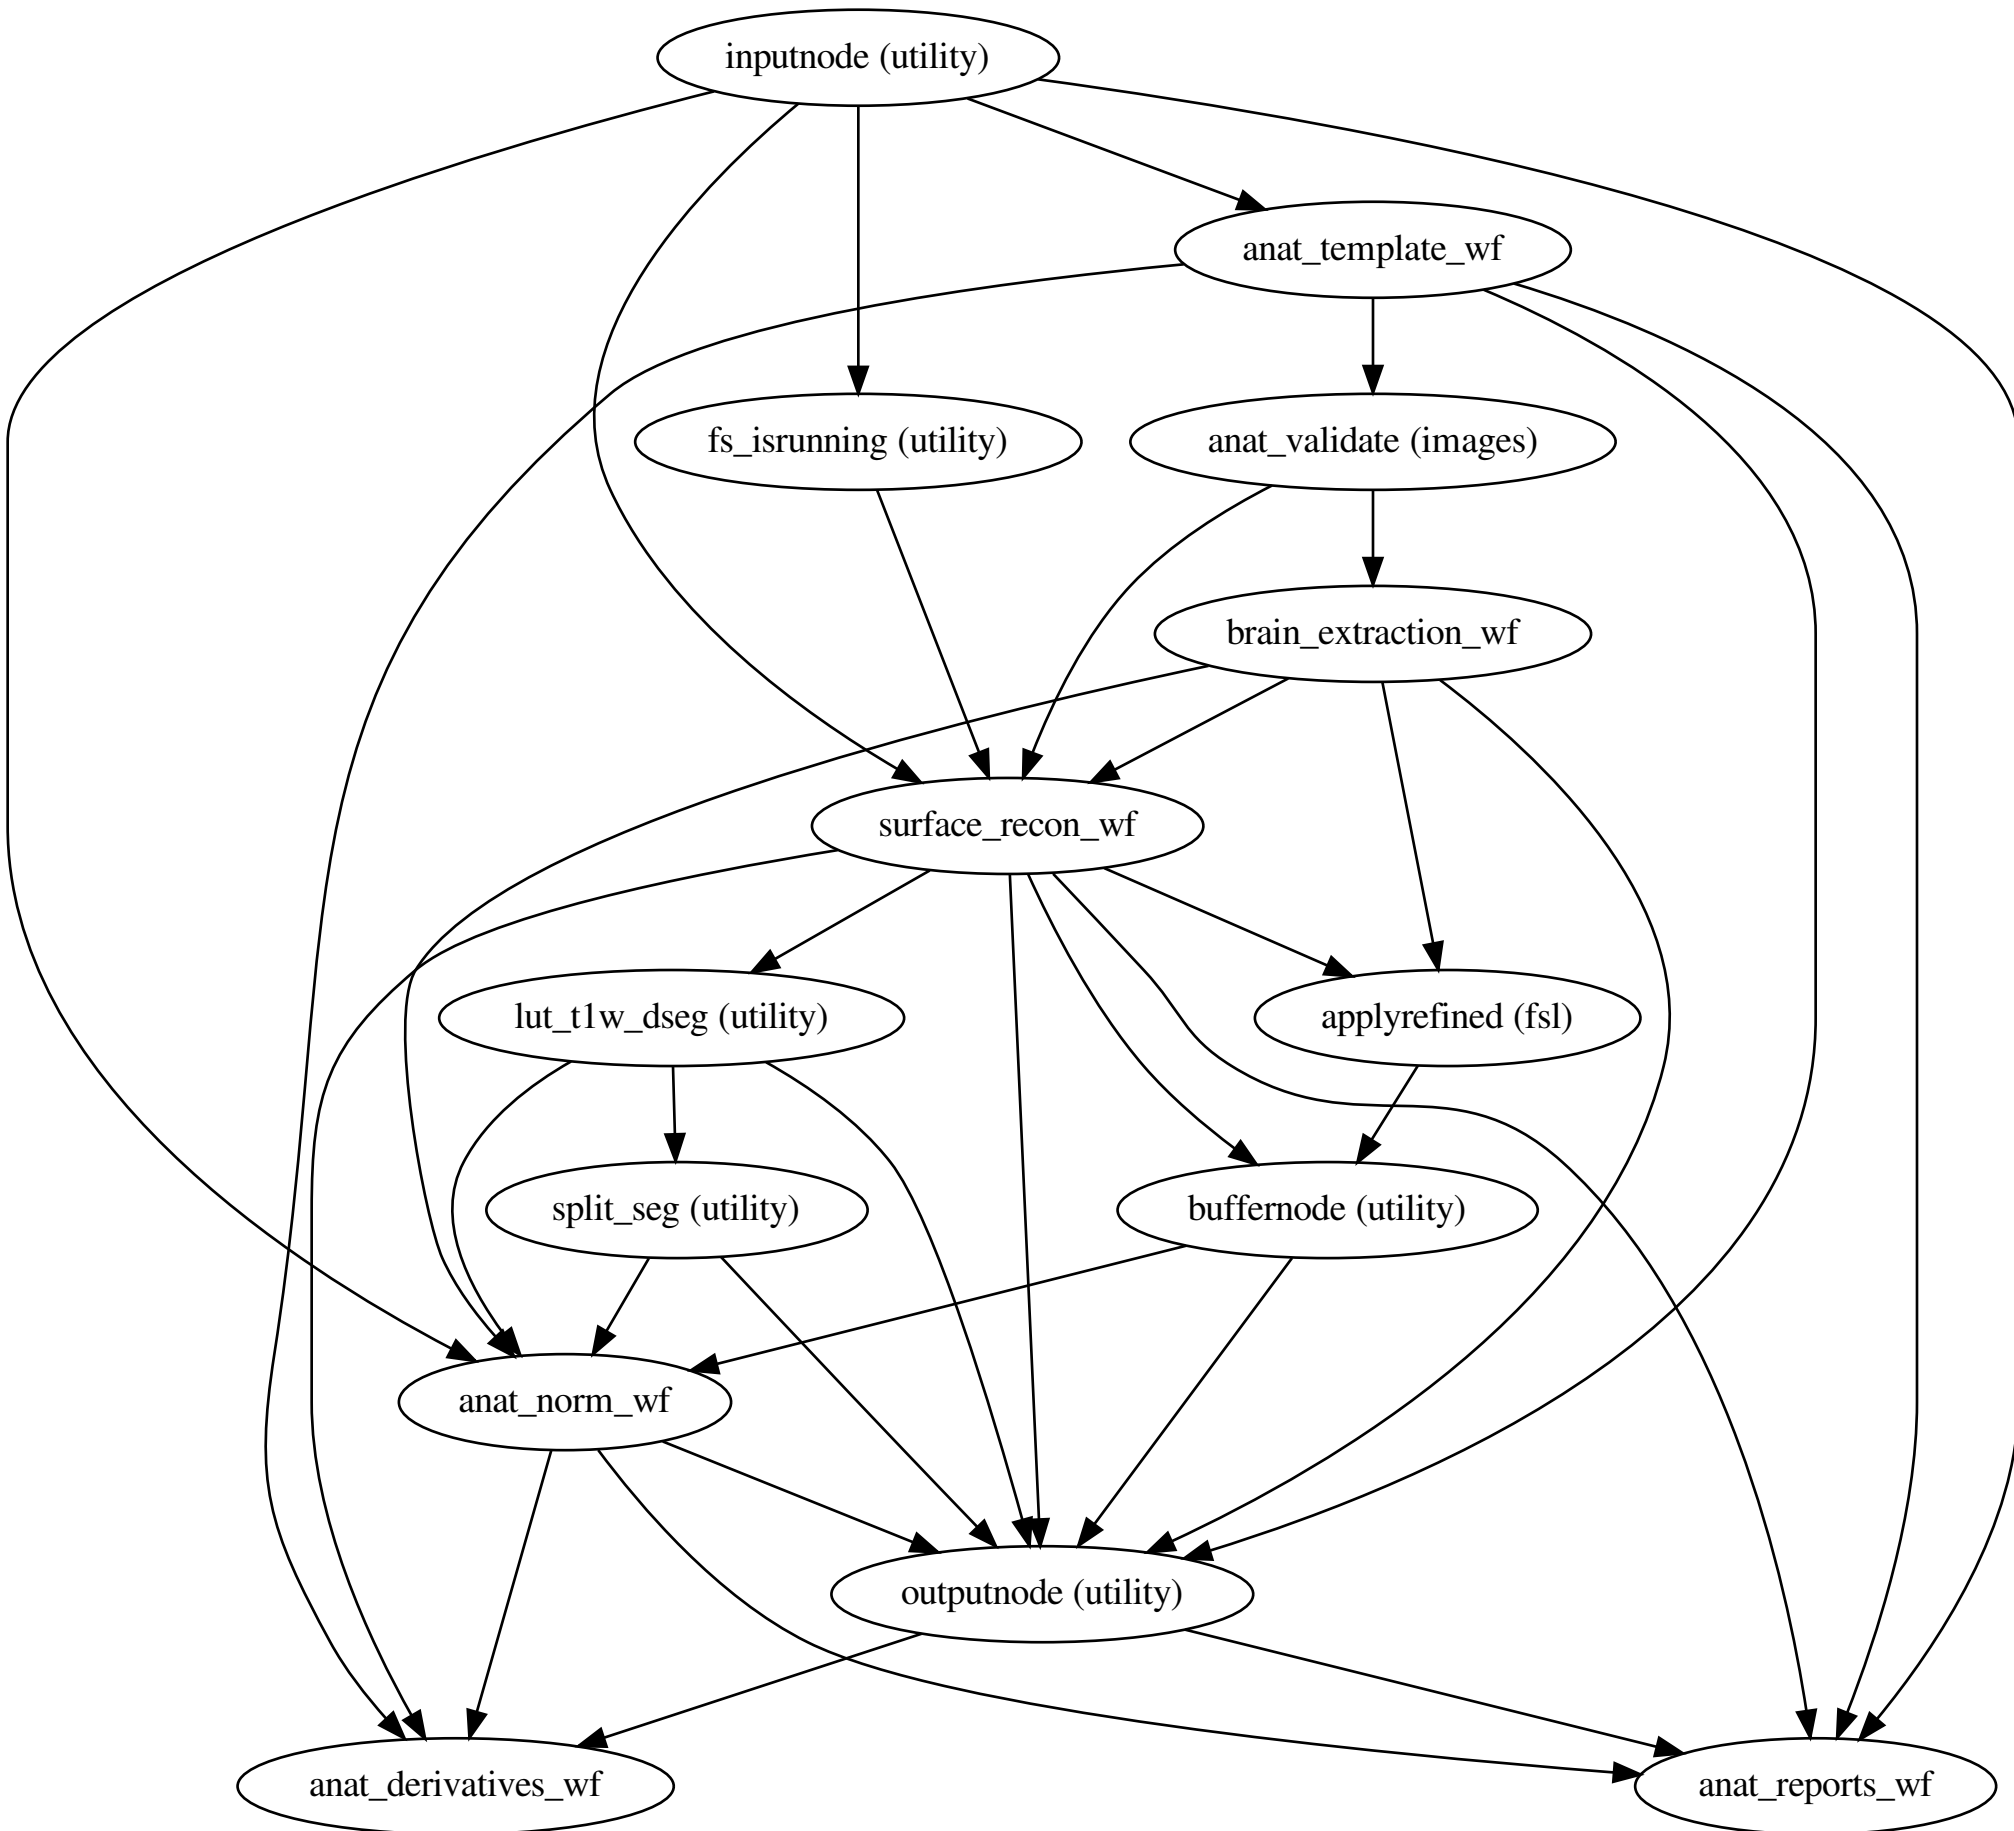 inputnode (utility)
anat_template_wf
fs_isrunning (utility)
anat_validate (images)
brain_extraction_wf
surface_recon_wf
lut_t1w_dseg (utility)
applyrefined (fsl)
split_seg (utility)
buffernode (utility)
anat_norm_wf
outputnode (utility)
anat_derivatives_wf
anat_reports_wf